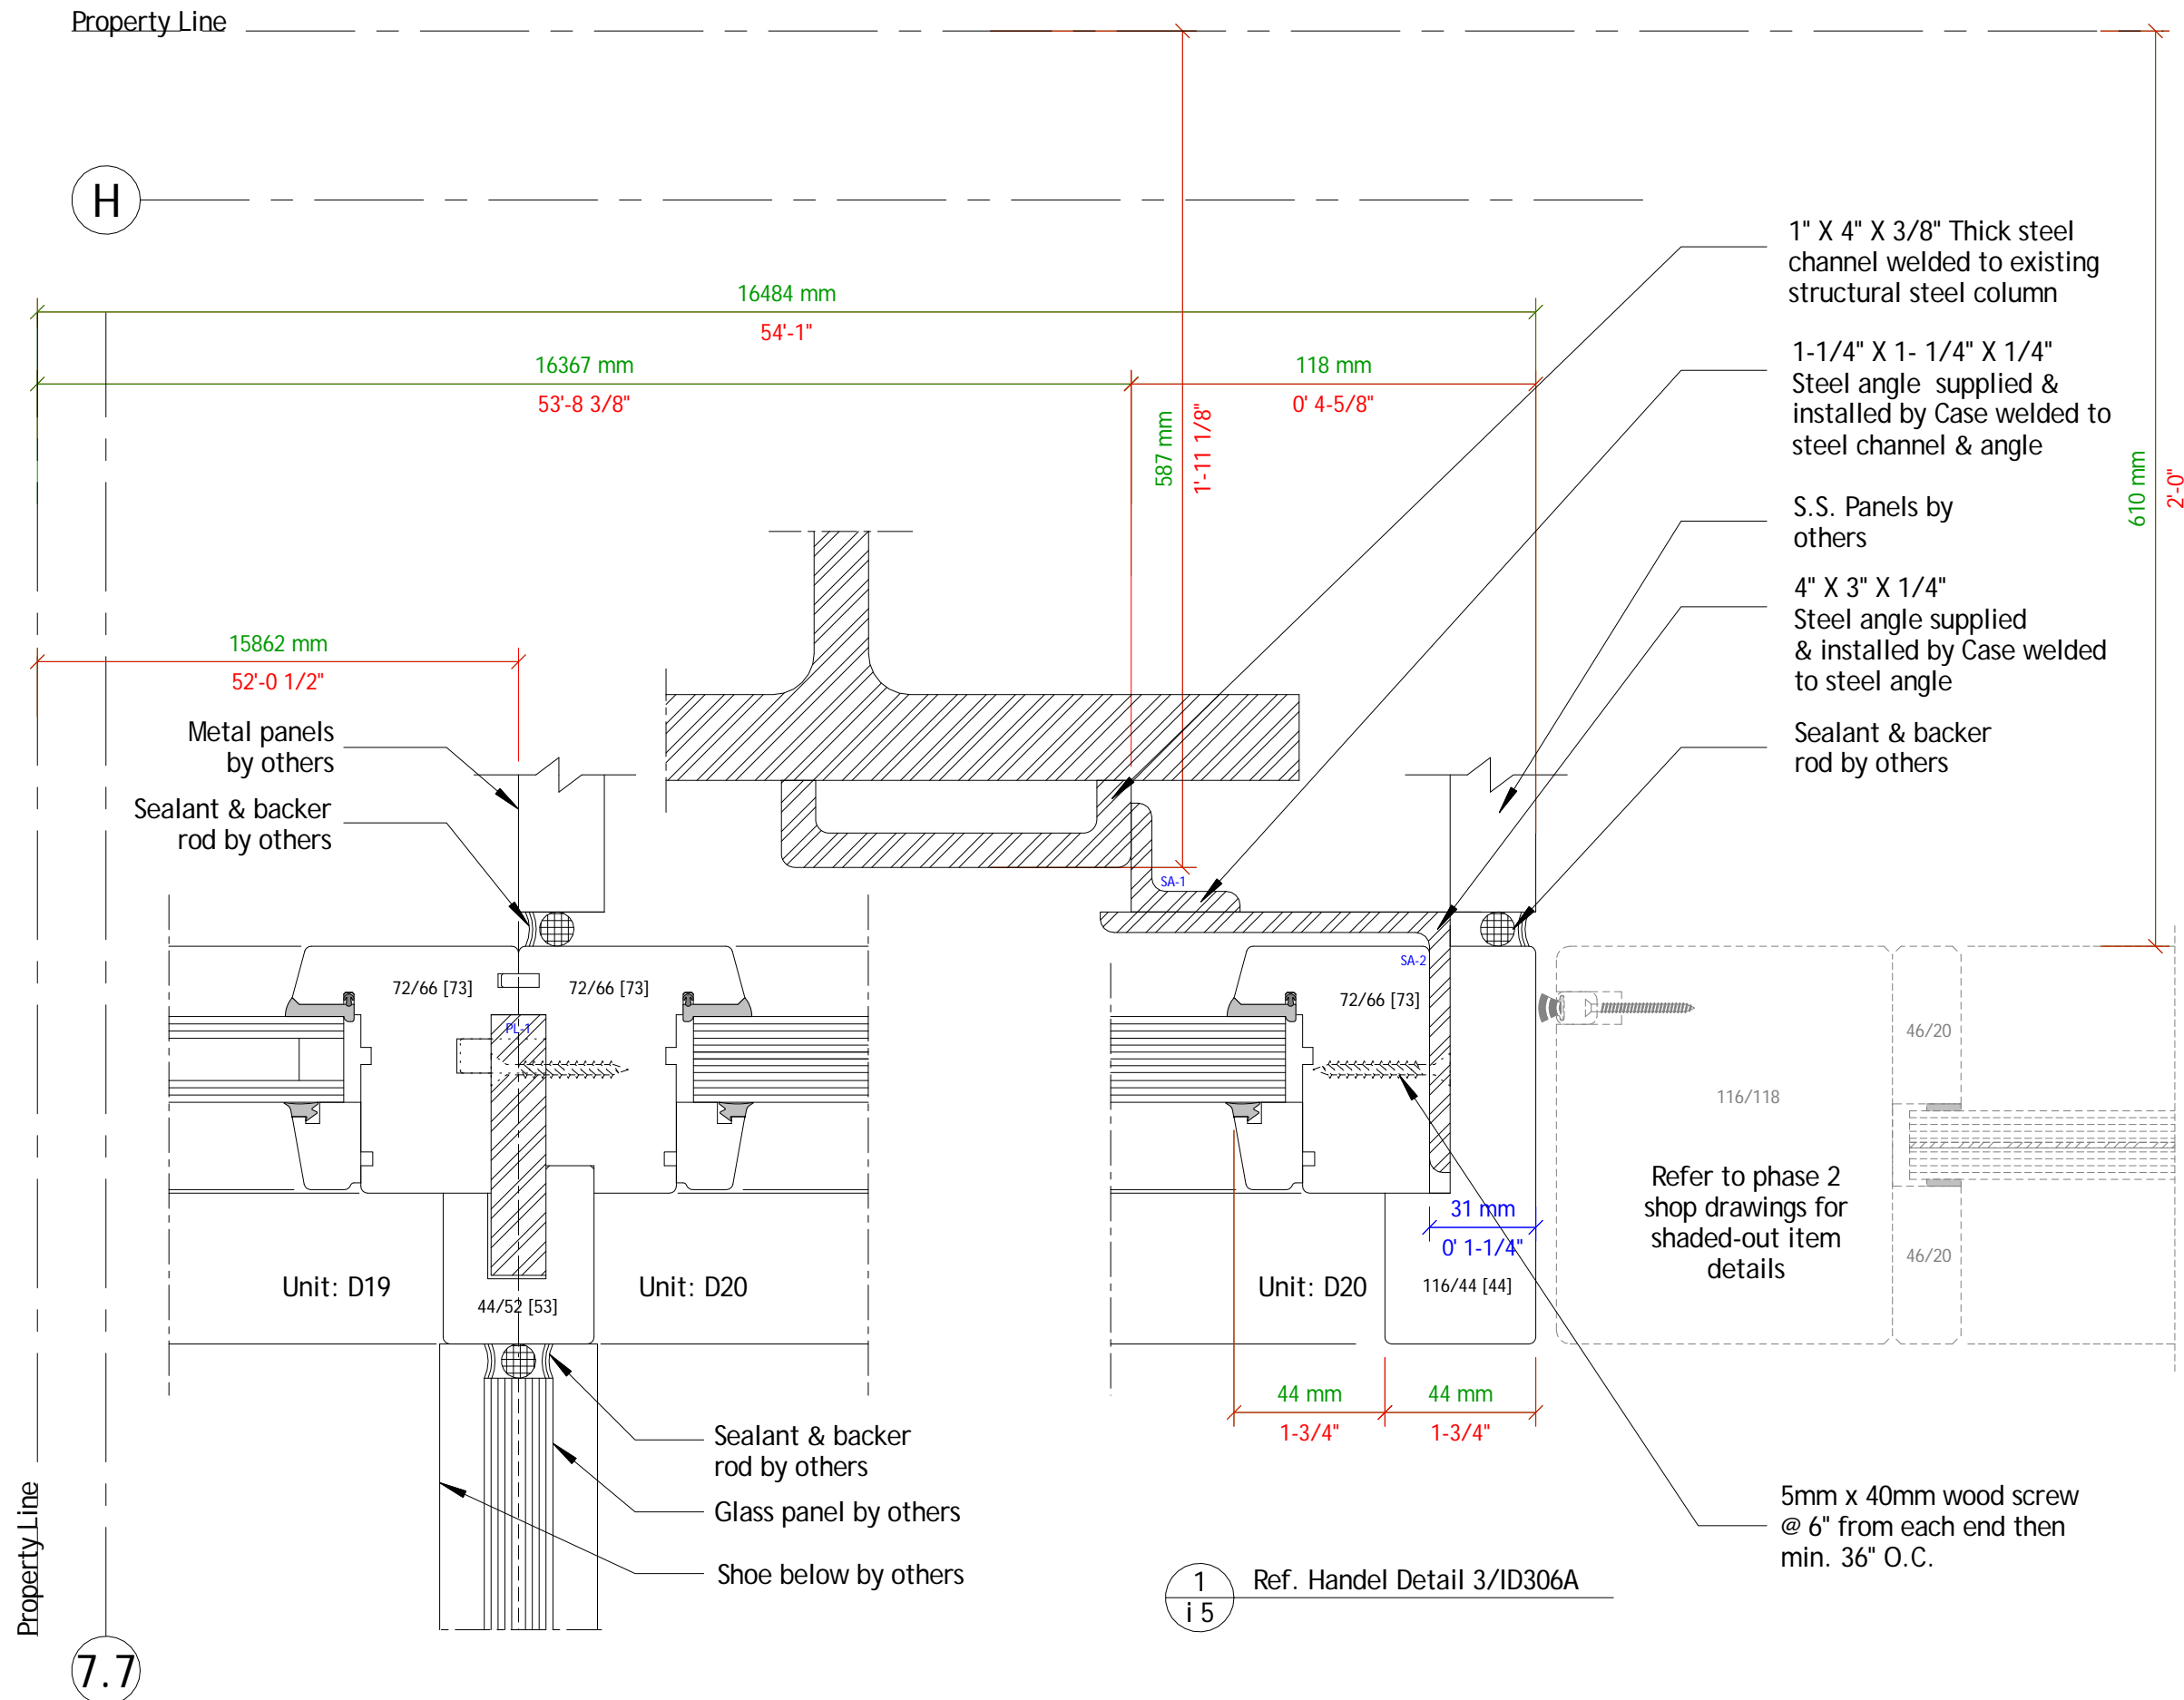 Property Line
H
1" X 4" X 3/8" Thick steel
channel welded to existing
structural steel column
16484 mm
54'-1"
1-1/4" X 1- 1/4" X 1/4"
Steel angle supplied &
installed by Case welded to
steel channel & angle
16367 mm
53'-8 3/8"
118 mm
0' 4-5/8"
587 mm
1'-11 1/8"
610 mm
2'-0"
S.S. Panels by
others
4" X 3" X 1/4"
Steel angle supplied
& installed by Case welded
to steel angle
15862 mm
52'-0 1/2"
Metal panels
by others
Sealant & backer
rod by others
Sealant & backer
rod by others
SA-1
SA-2
72/66 [73]
72/66 [73]
72/66 [73]
PL-1
46/20
116/118
Refer to phase 2
shop drawings for
shaded-out item
details
31 mm
0' 1-1/4"
46/20
Unit: D19
Unit: D20
Unit: D20
116/44 [44]
44/52 [53]
44 mm
1-3/4"
44 mm
1-3/4"
Sealant & backer
rod by others
Glass panel by others
Shoe below by others
5mm x 40mm wood screw
@ 6" from each end then
min. 36" O.C.
1
i 5
Ref. Handel Detail 3/ID306A
Property Line
7.7